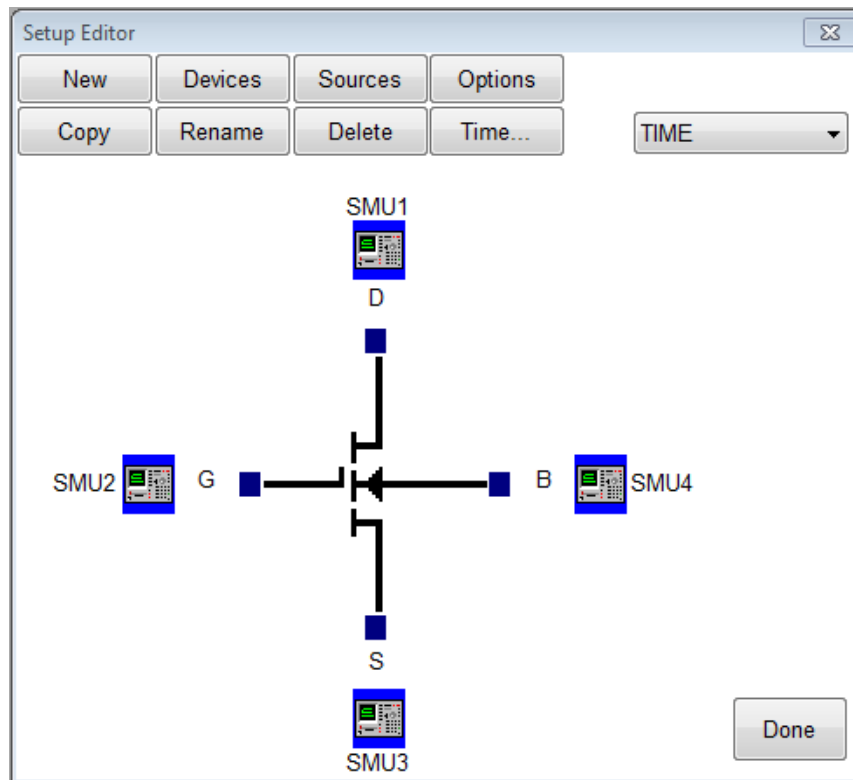 Setup Editor
New Devices Sources Options
Copy Rename Delete Time... TIME
SMU1
D
SMU2 G B SMU4
S
SMU3
Done